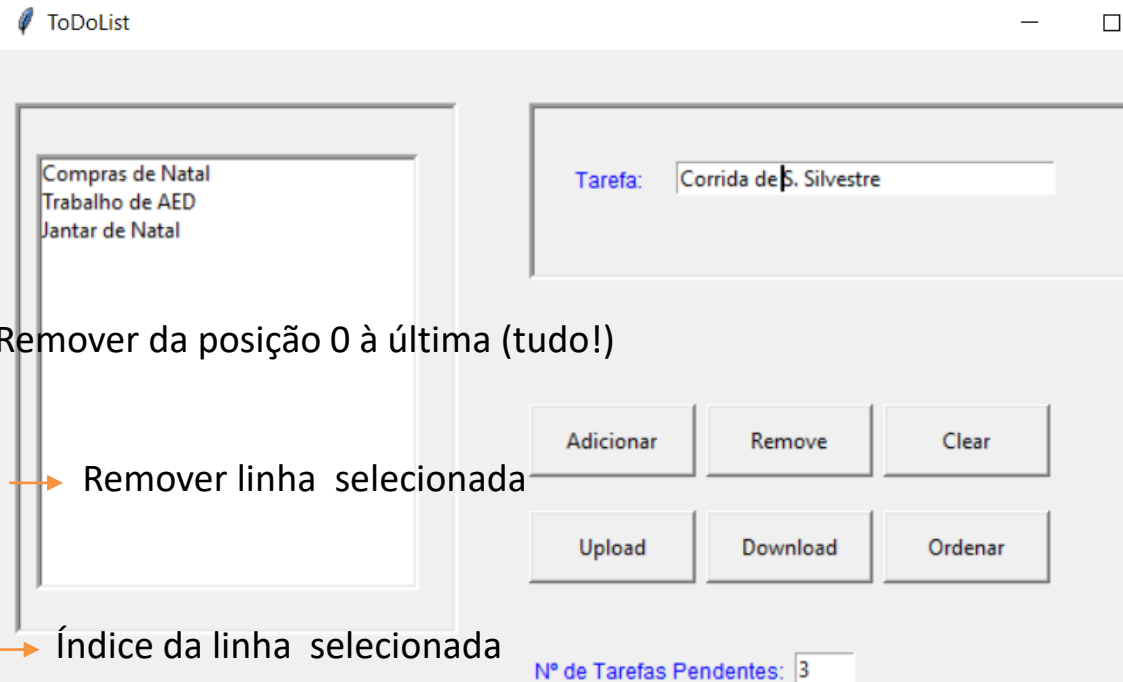 ToDoList
Compras de Natal
Trabalho de AED
Jantar de Natal
Tarefa: Corrida de S. Silvestre
Remover da posição 0 à última (tudo!)
Adicionar Remove Clear
Remover linha selecionada
Upload Download Ordenar
Índice da linha selecionada
Nº de Tarefas Pendentes: 3